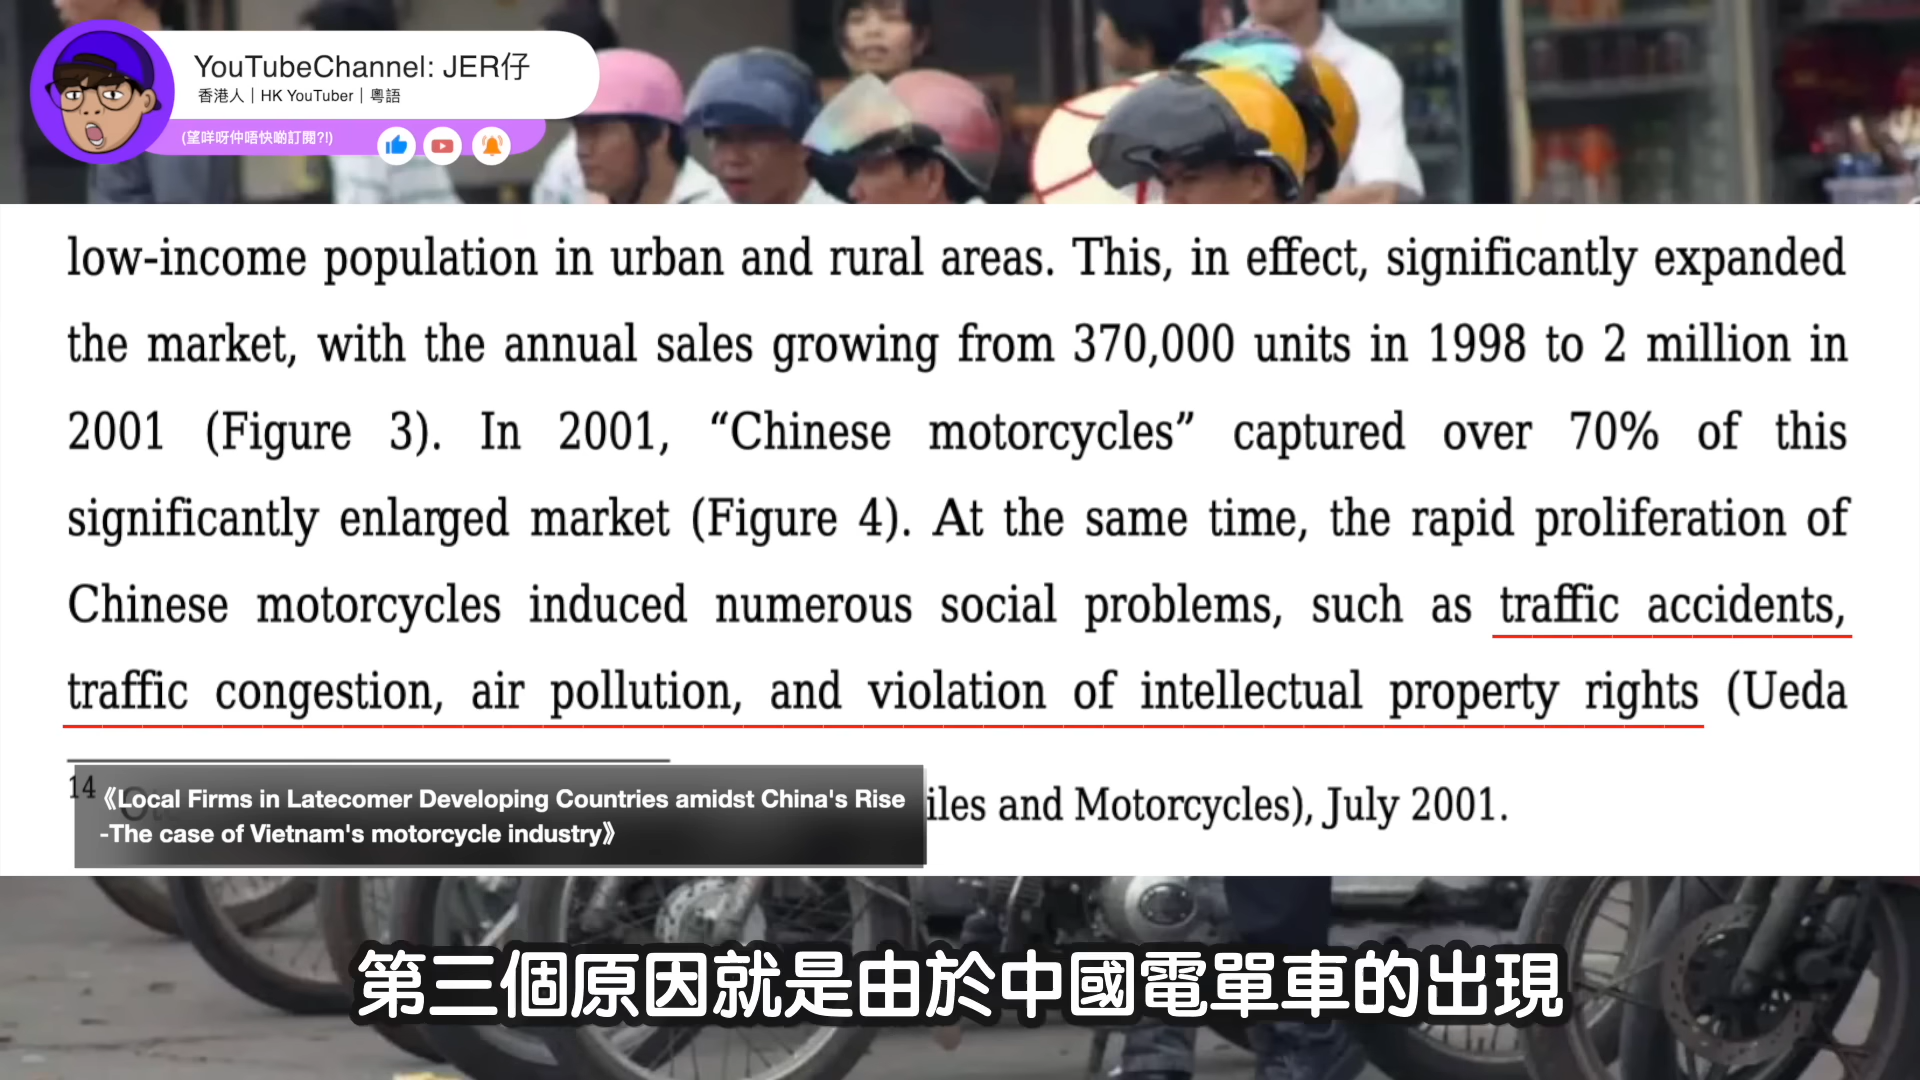 YouTubeChannel: JER仔
香港人｜HK YouTuber｜粵語
(望咩呀仲唔快啲訂閱?!)
low-income population in urban and rural areas. This, in effect, significantly expanded
the market, with the annual sales growing from 370,000 units in 1998 to 2 million in
2001 (Figure 3). In 2001, “Chinese motorcycles” captured over 70% of this
significantly enlarged market (Figure 4). At the same time, the rapid proliferation of
Chinese motorcycles induced numerous social problems, such as traffic accidents,
traffic congestion, air pollution, and violation of intellectual property rights (Ueda
14
iles and Motorcycles), July 2001.
《Local Firms in Latecomer Developing Countries amidst China's Rise
-The case of Vietnam's motorcycle industry》
第三個原因就是由於中國電單車的出現